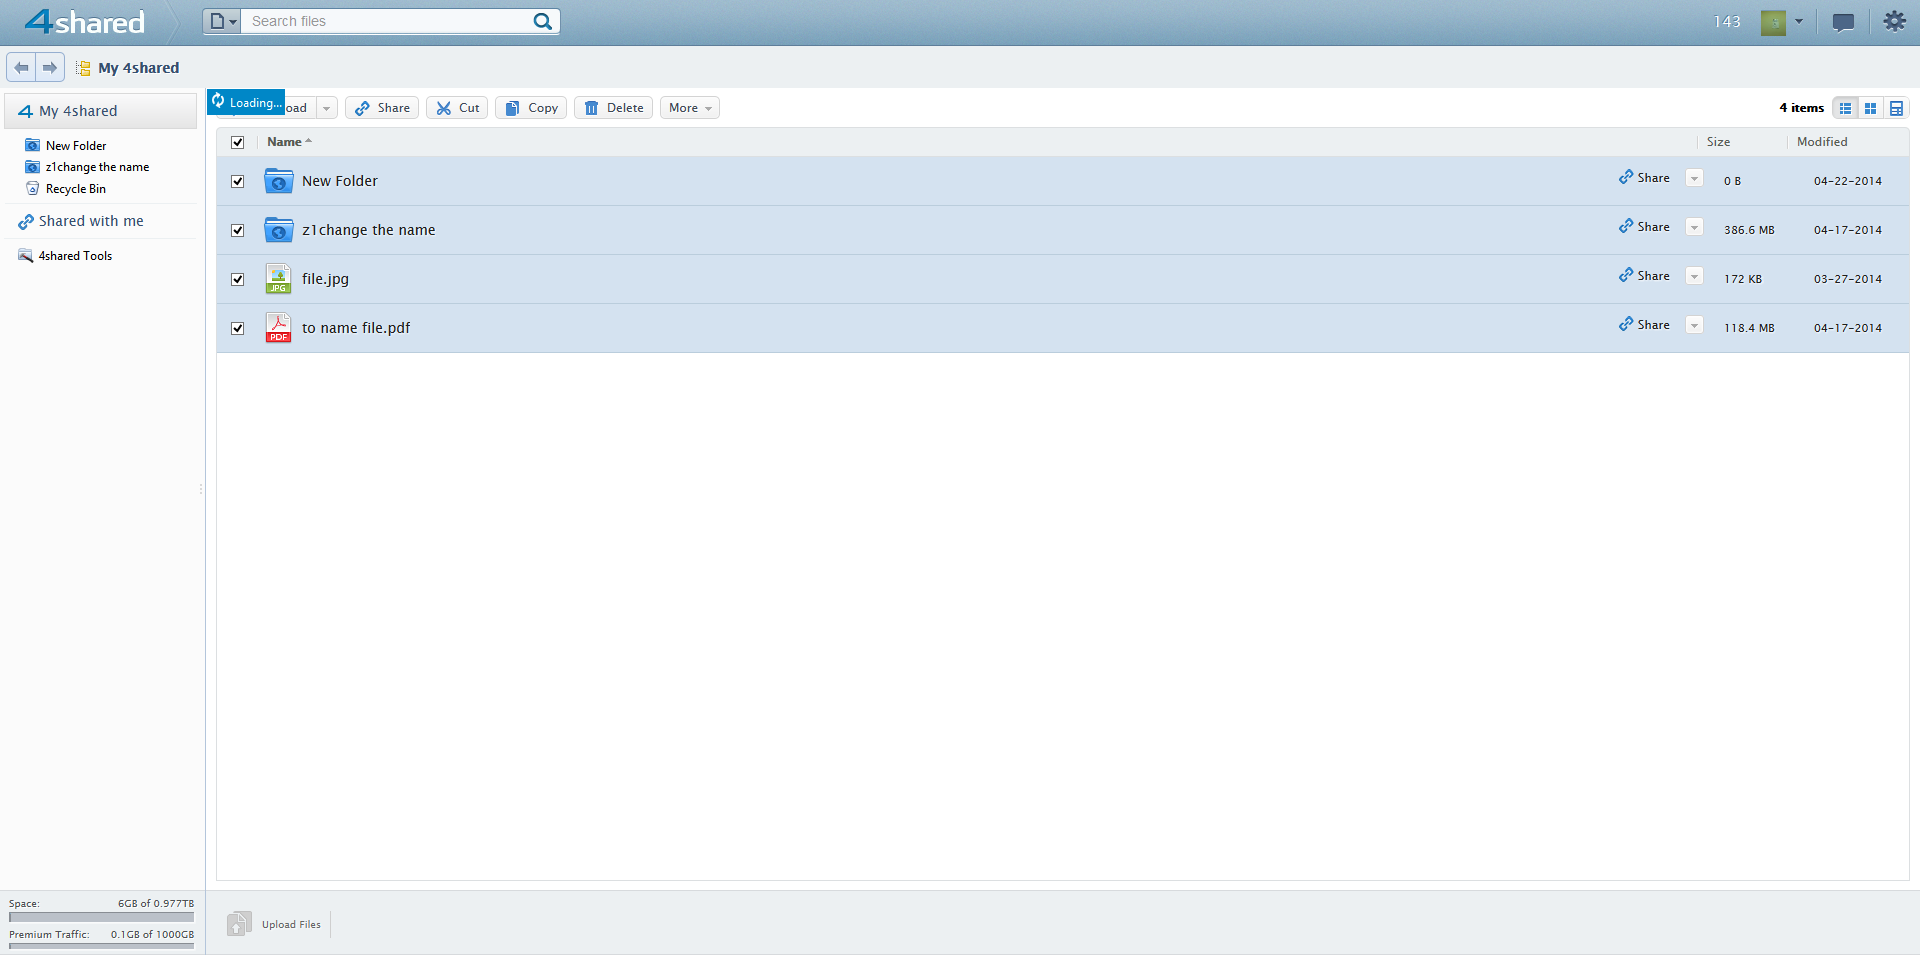 4shared
Search files
143
My 4shared
My 4shared
New Folder
z1change the name
Recycle Bin
Shared with me
4shared Tools
Loading...
oad
Share
Cut
Copy
Delete
More
4 items
Name
Size
Modified
New Folder
Share
0 B
04-22-2014
z1change the name
Share
386.6 MB
04-17-2014
JPG
file.jpg
Share
172 KB
03-27-2014
PDF
to name file.pdf
Share
118.4 MB
04-17-2014
Space: 6GB of 0.977TB
Premium Traffic: 0.1GB of 1000GB
Upload Files